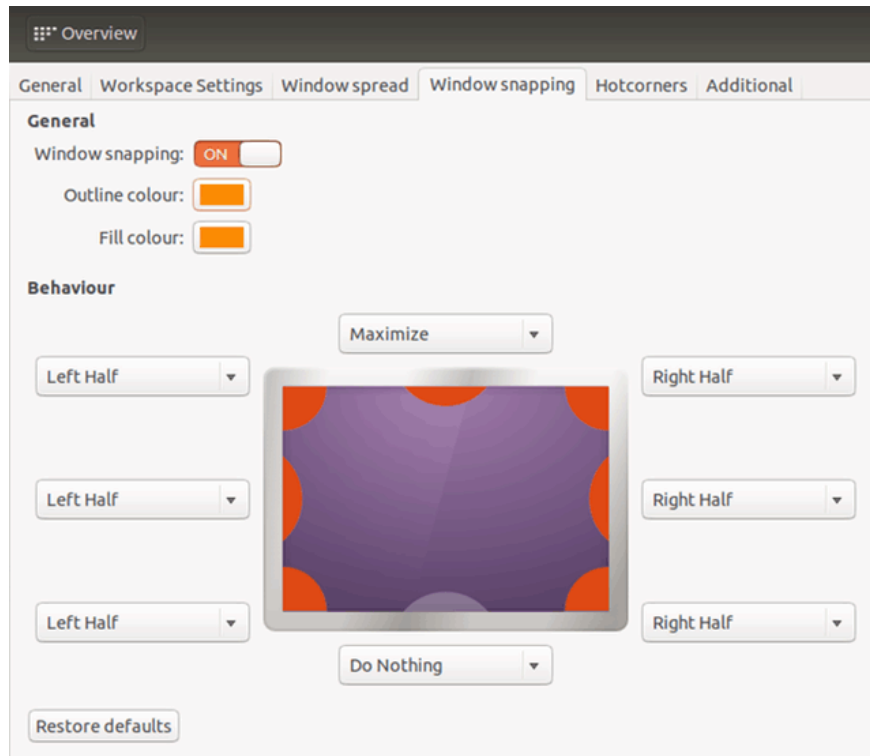 Overview
General Workspace Settings Window spread Window snapping Hotcorners Additional
General
Window snapping: ON
Outline colour:
Fill colour:
Behaviour
Maximize
Left Half Right Half
Left Half Right Half
Left Half Right Half
Do Nothing
Restore defaults